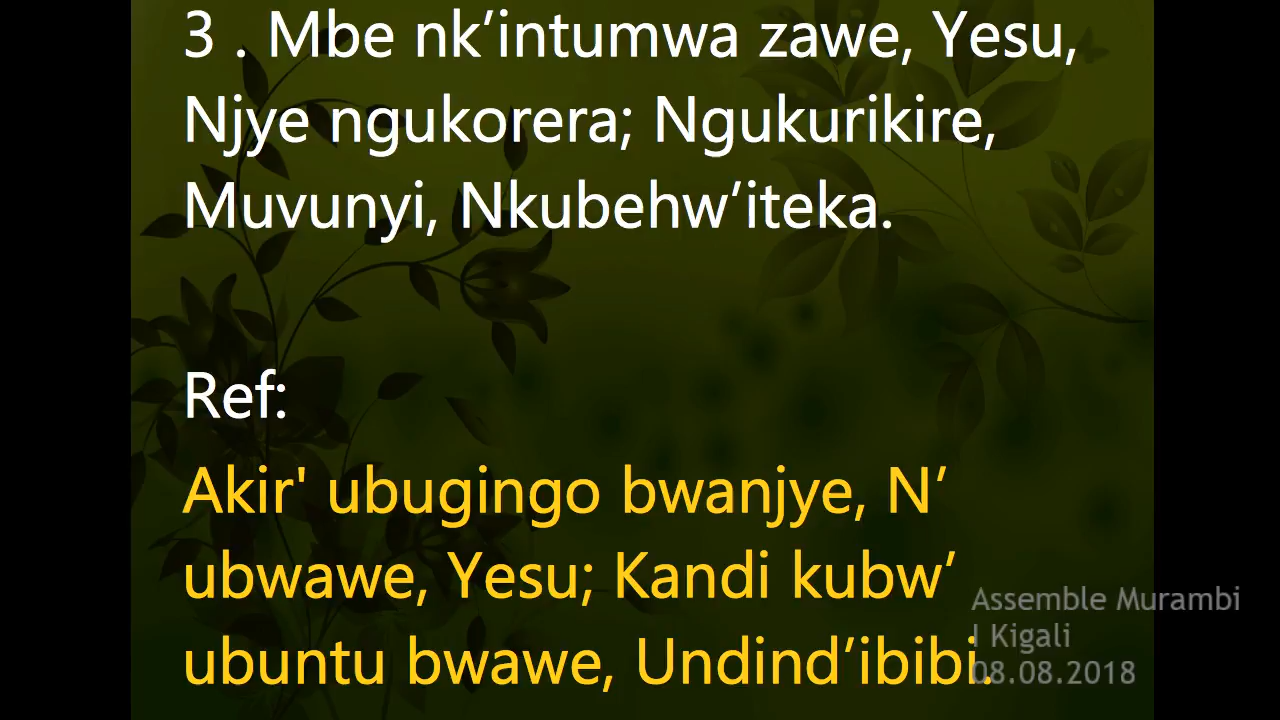 3 . Mbe nk’intumwa zawe, Yesu,
Njye ngukorera; Ngukurikire,
Muvunyi, Nkubehw’iteka.
Ref:
Akir' ubugingo bwanjye, N’
ubwawe, Yesu; Kandi kubw’
ubuntu bwawe, Undind’ibibi.
Assemble Murambi
I Kigali
08.08.2018